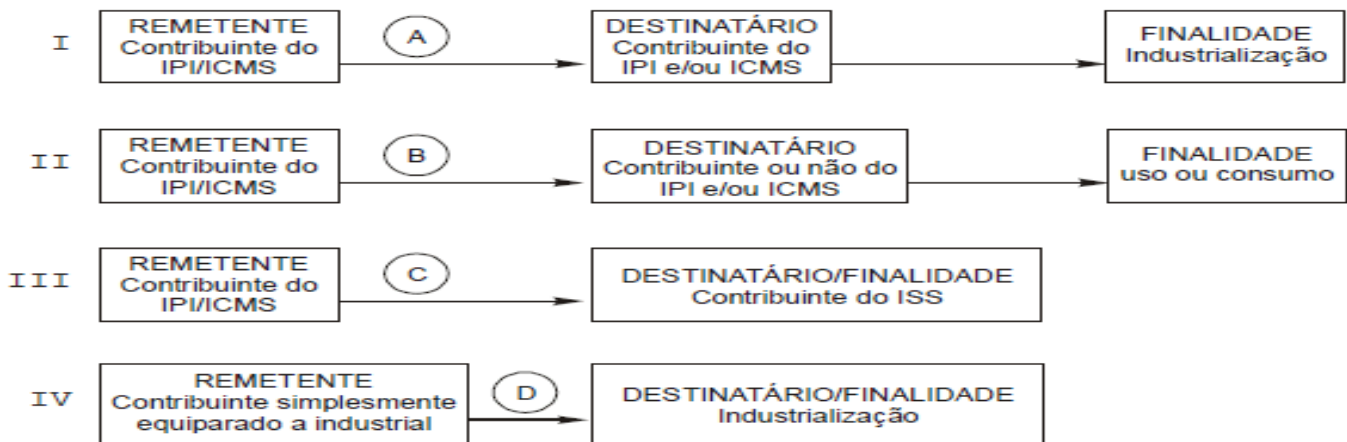 I
REMETENTE
Contribuinte do
IPI/ICMS
A
DESTINATÁRIO
Contribuinte do
IPI e/ou ICMS
FINALIDADE
Industrialização
II
REMETENTE
Contribuinte do
IPI/ICMS
B
DESTINATÁRIO
Contribuinte ou não do
IPI e/ou ICMS
FINALIDADE
uso ou consumo
III
REMETENTE
Contribuinte do
IPI/ICMS
C
DESTINATÁRIO/FINALIDADE
Contribuinte do ISS
IV
REMETENTE
Contribuinte simplesmente
equiparado a industrial
D
DESTINATÁRIO/FINALIDADE
Industrialização